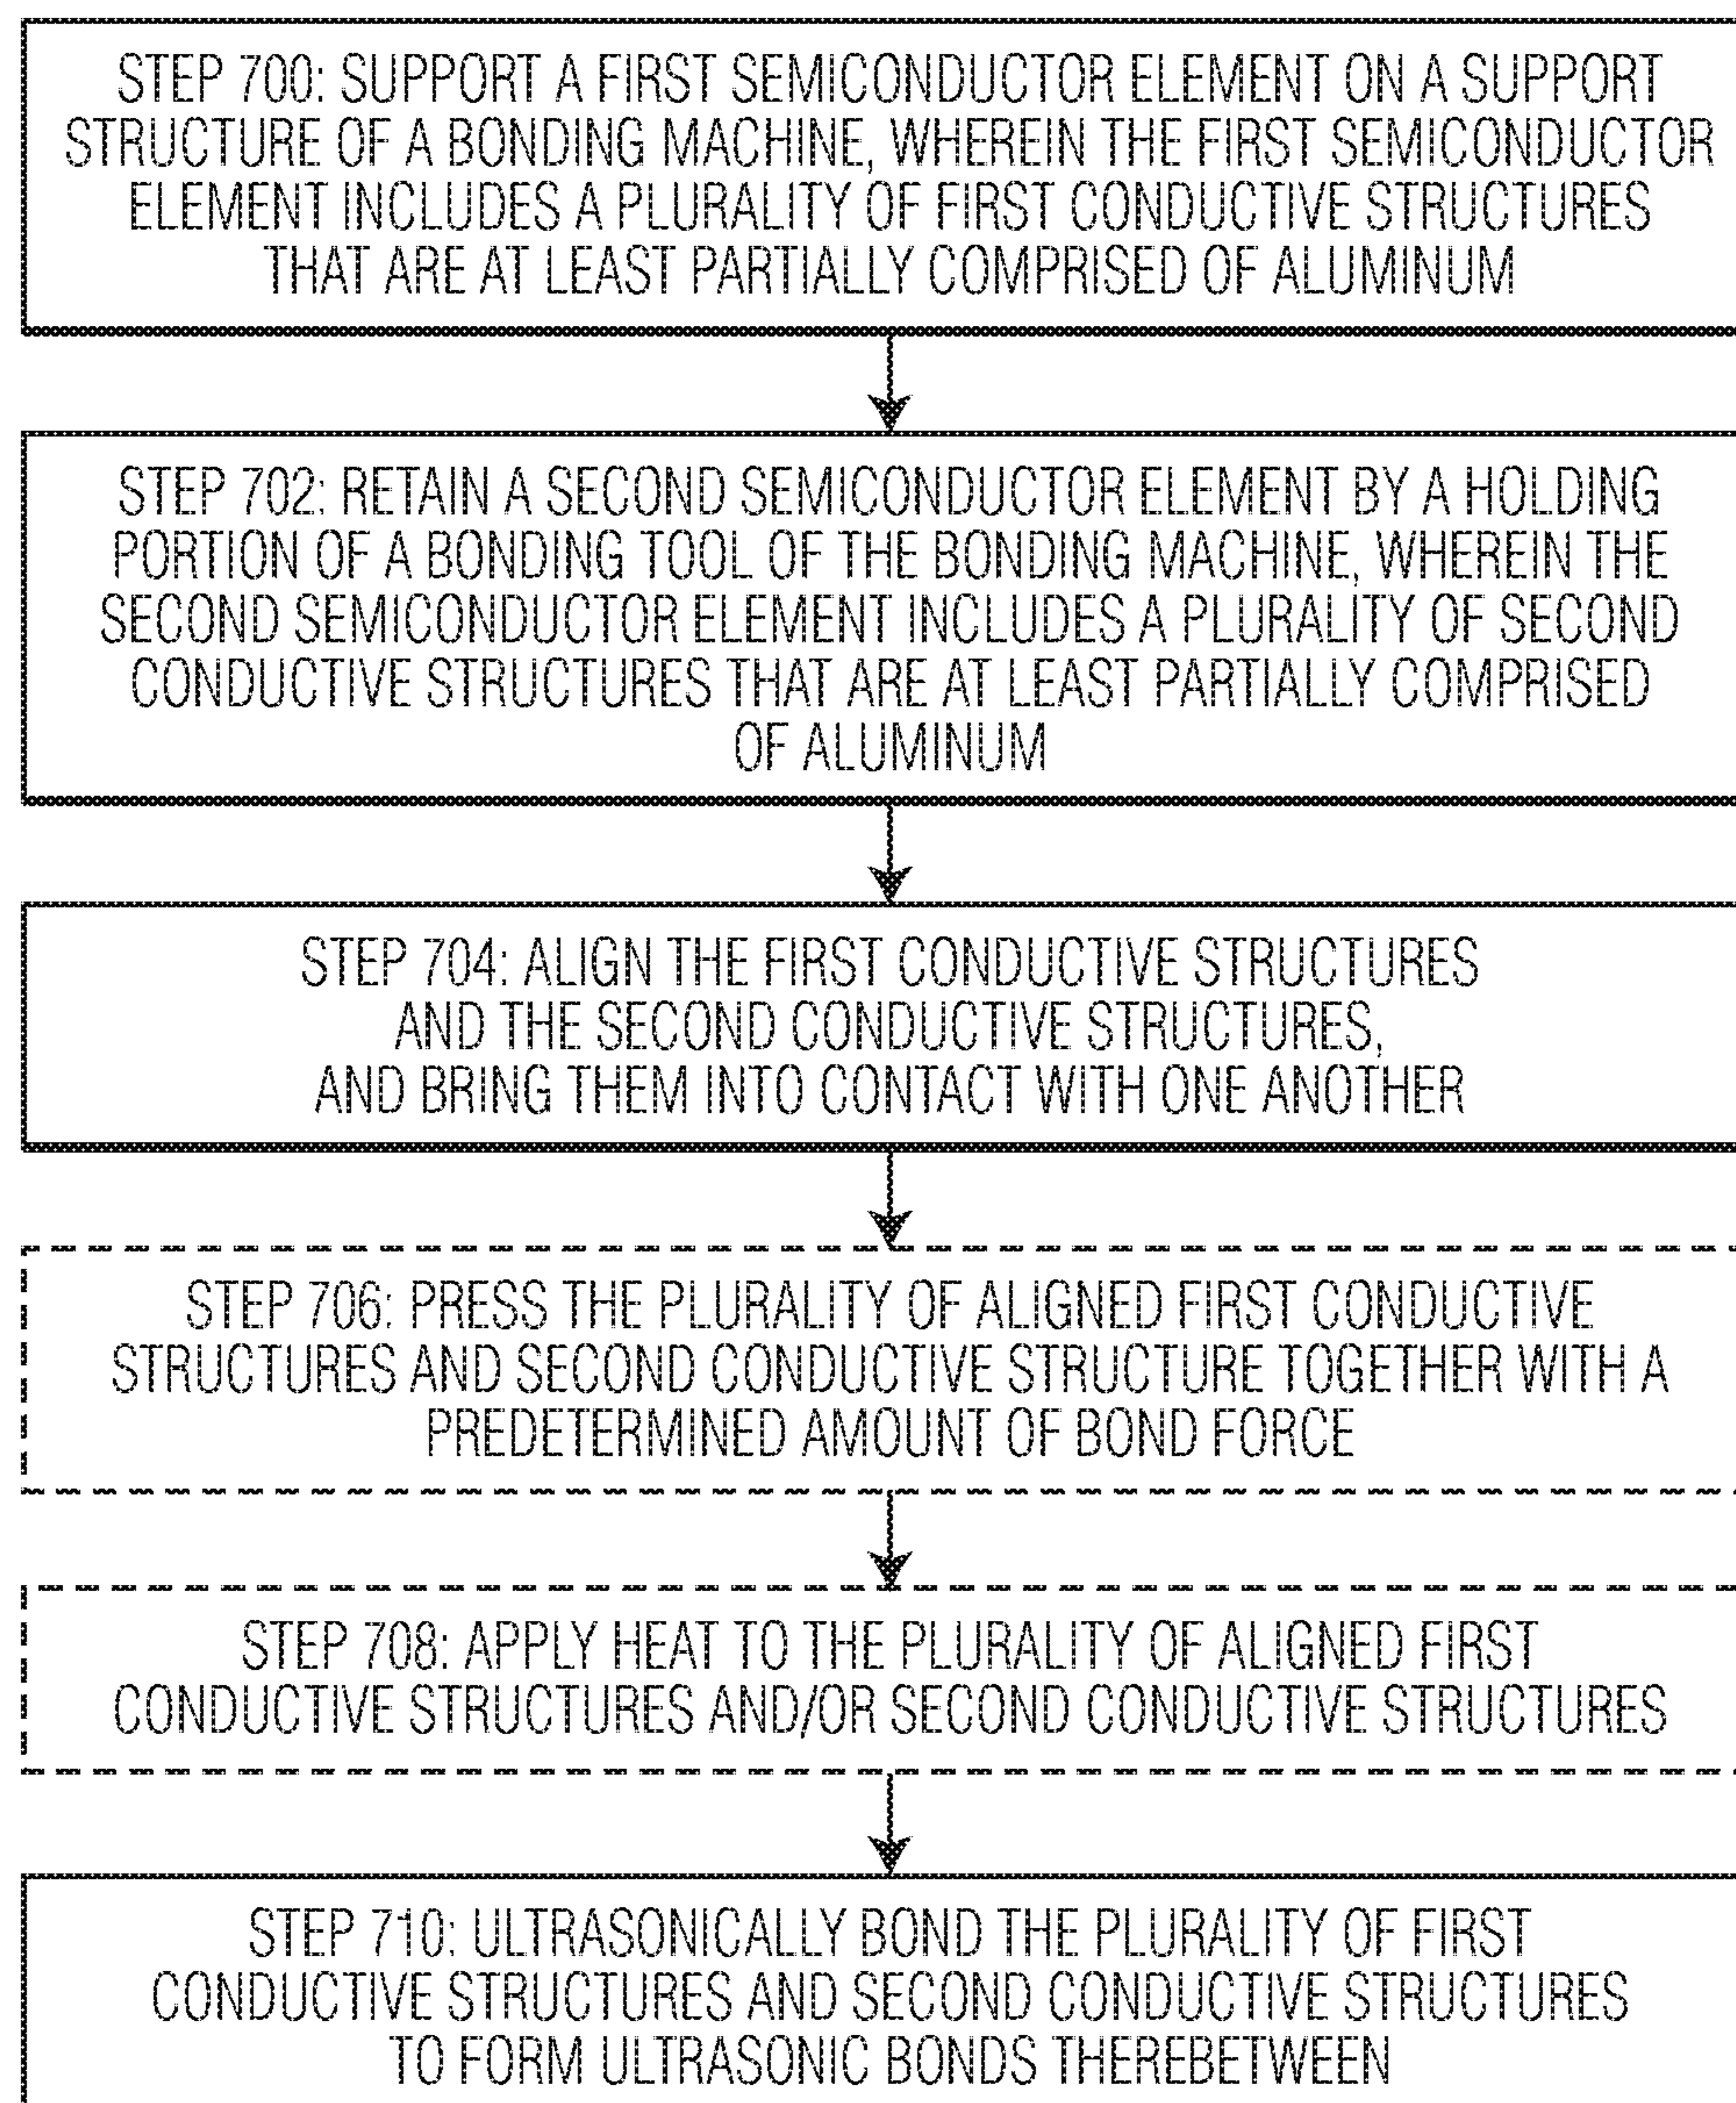 STEP 700: SUPPORT A FIRST SEMICONDUCTOR ELEMENT ON A SUPPORT
STRUCTURE OF A BONDING MACHINE, WHEREIN THE FIRST SEMICONDUCTOR
ELEMENT INCLUDES A PLURALITY OF FIRST CONDUCTIVE STRUCTURES
THAT ARE AT LEAST PARTIALLY COMPRISED OF ALUMINUM
STEP 702: RETAIN A SECOND SEMICONDUCTOR ELEMENT BY A HOLDING
PORTION OF A BONDING TOOL OF THE BONDING MACHINE, WHEREIN THE
SECOND SEMICONDUCTOR ELEMENT INCLUDES A PLURALITY OF SECOND
CONDUCTIVE STRUCTURES THAT ARE AT LEAST PARTIALLY COMPRISED
OF ALUMINUM
STEP 704: ALIGN THE FIRST CONDUCTIVE STRUCTURES
AND THE SECOND CONDUCTIVE STRUCTURES,
AND BRING THEM INTO CONTACT WITH ONE ANOTHER
STEP 706: PRESS THE PLURALITY OF ALIGNED FIRST CONDUCTIVE
STRUCTURES AND SECOND CONDUCTIVE STRUCTURE TOGETHER WITH A
PREDETERMINED AMOUNT OF BOND FORCE
STEP 708: APPLY HEAT TO THE PLURALITY OF ALIGNED FIRST
CONDUCTIVE STRUCTURES AND/OR SECOND CONDUCTIVE STRUCTURES
STEP 710: ULTRASONICALLY BOND THE PLURALITY OF FIRST
CONDUCTIVE STRUCTURES AND SECOND CONDUCTIVE STRUCTURES
TO FORM ULTRASONIC BONDS THEREBETWEEN